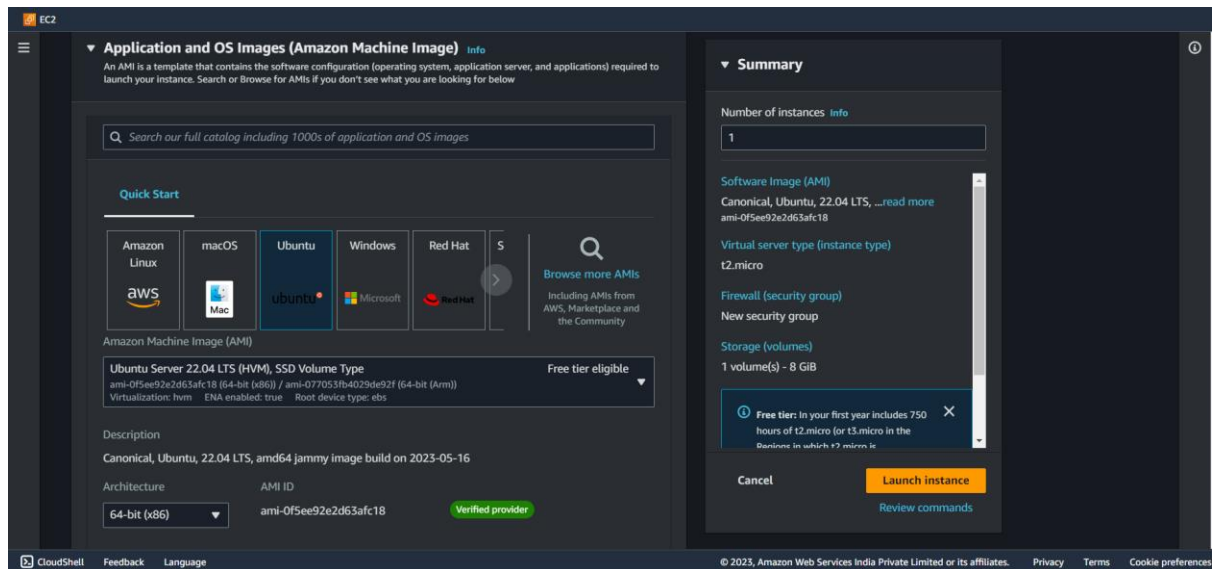 EC2
Application and OS Images (Amazon Machine Image) Info
An AMI is a template that contains the software configuration (operating system, application server, and applications) required to
launch your instance. Search or Browse for AMIs if you don't see what you are looking for below
Search our full catalog including 1000s of application and OS images
Quick Start
Amazon
Linux
aws
macOS
Mac
Ubuntu
ubuntu
Windows
Microsoft
Red Hat
Red Hat
S
Browse more AMIs
Including AMIs from
AWS, Marketplace and
the Community
Amazon Machine Image (AMI)
Ubuntu Server 22.04 LTS (HVM), SSD Volume Type
Free tier eligible
ami-0f5ee92e2d63afc18 (64-bit (x86)) / ami-077053fb4029de92f (64-bit (Arm))
Virtualization: hvm ENA enabled: true Root device type: ebs
Description
Canonical, Ubuntu, 22.04 LTS, amd64 jammy image build on 2023-05-16
Architecture
AMI ID
64-bit (x86)
ami-0f5ee92e2d63afc18
Verified provider
Summary
Number of instances Info
1
Software Image (AMI)
Canonical, Ubuntu, 22.04 LTS, ...read more
ami-0f5ee92e2d63afc18
Virtual server type (instance type)
t2.micro
Firewall (security group)
New security group
Storage (volumes)
1 volume(s) - 8 GiB
Free tier: In your first year includes 750
hours of t2.micro (or t3.micro in the
Regions in which t2.micro is
Cancel
Launch instance
Review commands
CloudShell Feedback Language
© 2023, Amazon Web Services India Private Limited or its affiliates. Privacy Terms Cookie preferences